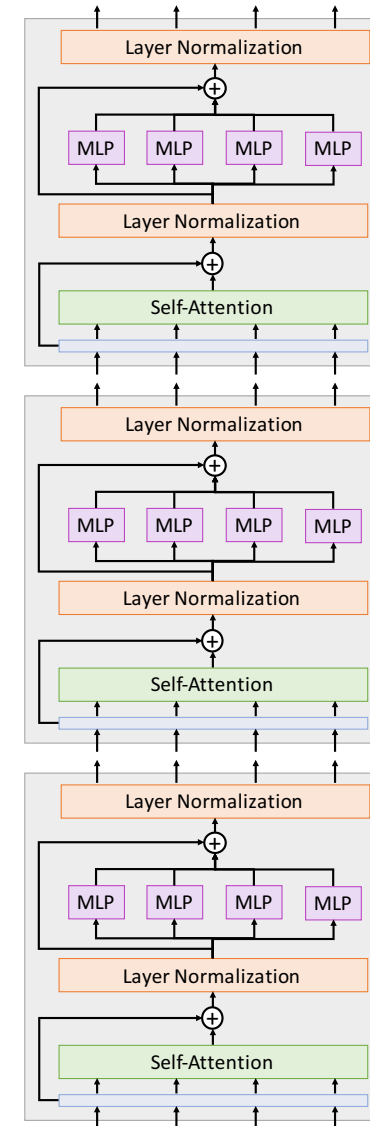 Layer Normalization
+
MLP MLP MLP MLP
Layer Normalization
+
Self-Attention
Layer Normalization
+
MLP MLP MLP MLP
Layer Normalization
+
Self-Attention
Layer Normalization
+
MLP MLP MLP MLP
Layer Normalization
+
Self-Attention